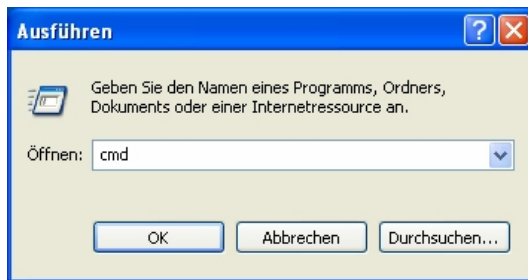 Ausführen
Geben Sie den Namen eines Programms, Ordners,
Dokuments oder einer Internetressource an.
Öffnen: cmd
OK Abbrechen Durchsuchen...